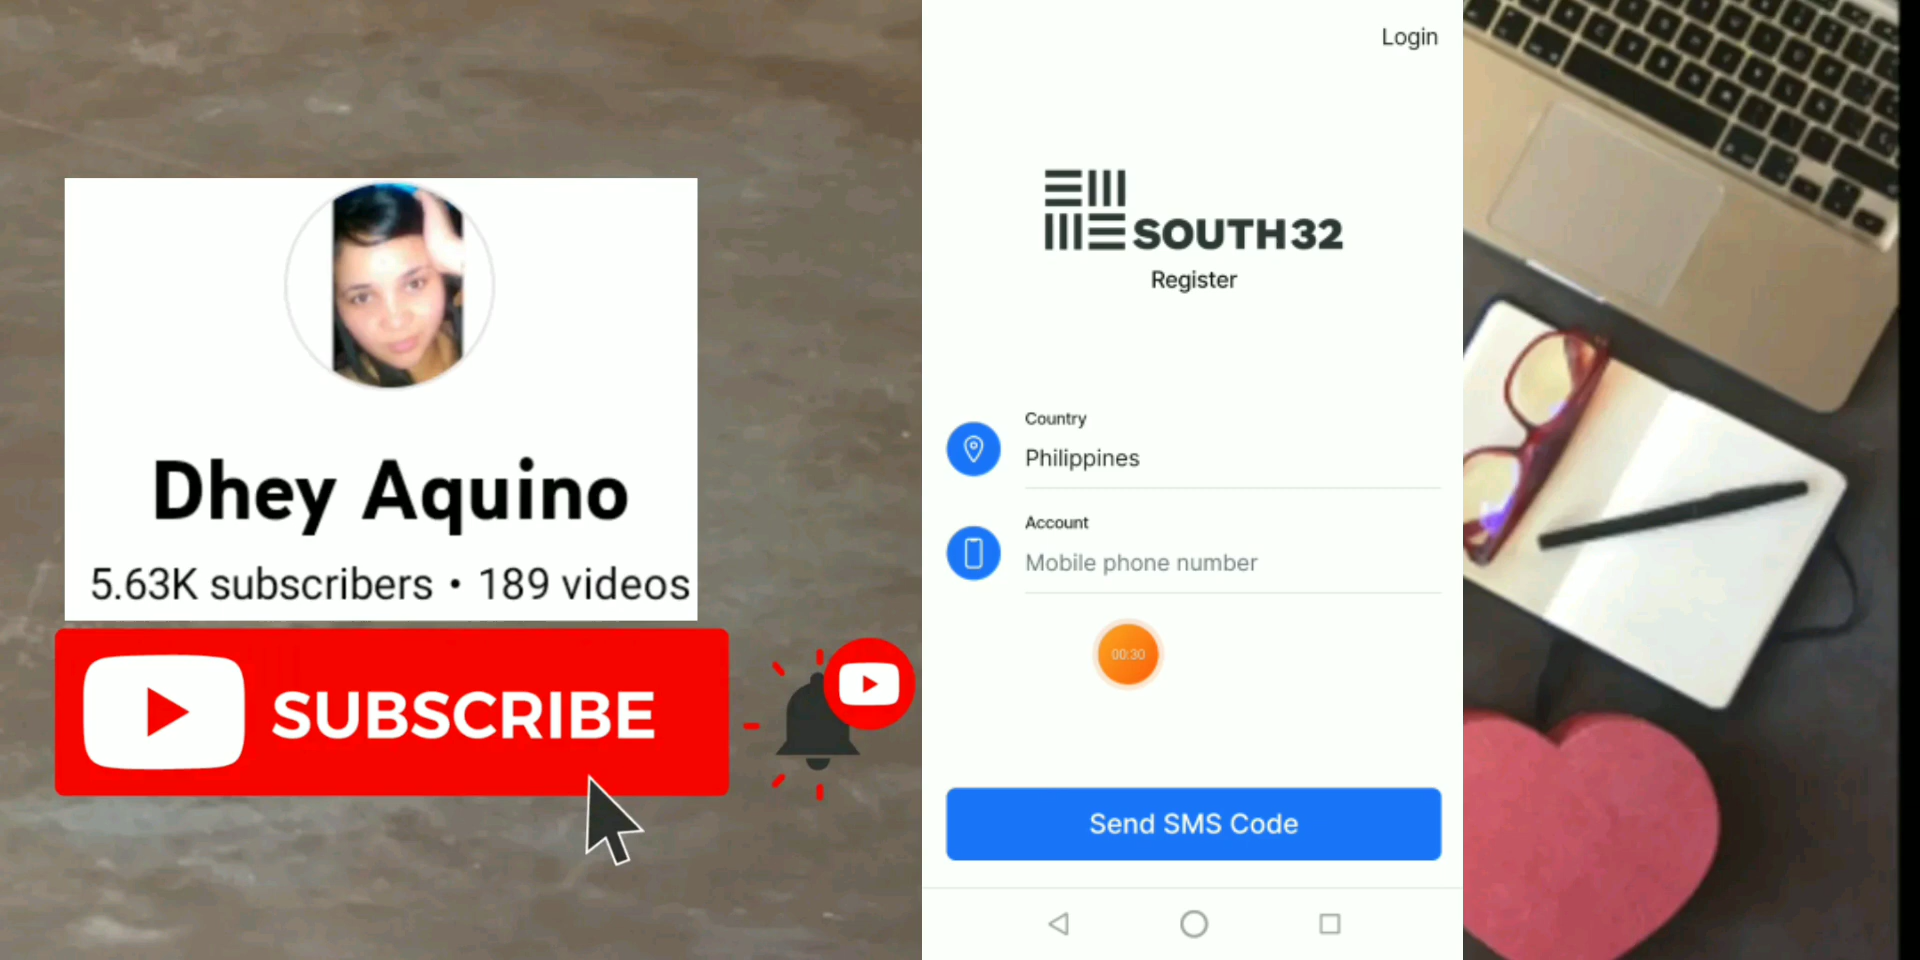 Dhey Aquino
5.63K subscribers • 189 videos
SUBSCRIBE
Login
SOUTH32
Register
Country
Philippines
Account
Mobile phone number
00:30
Send SMS Code